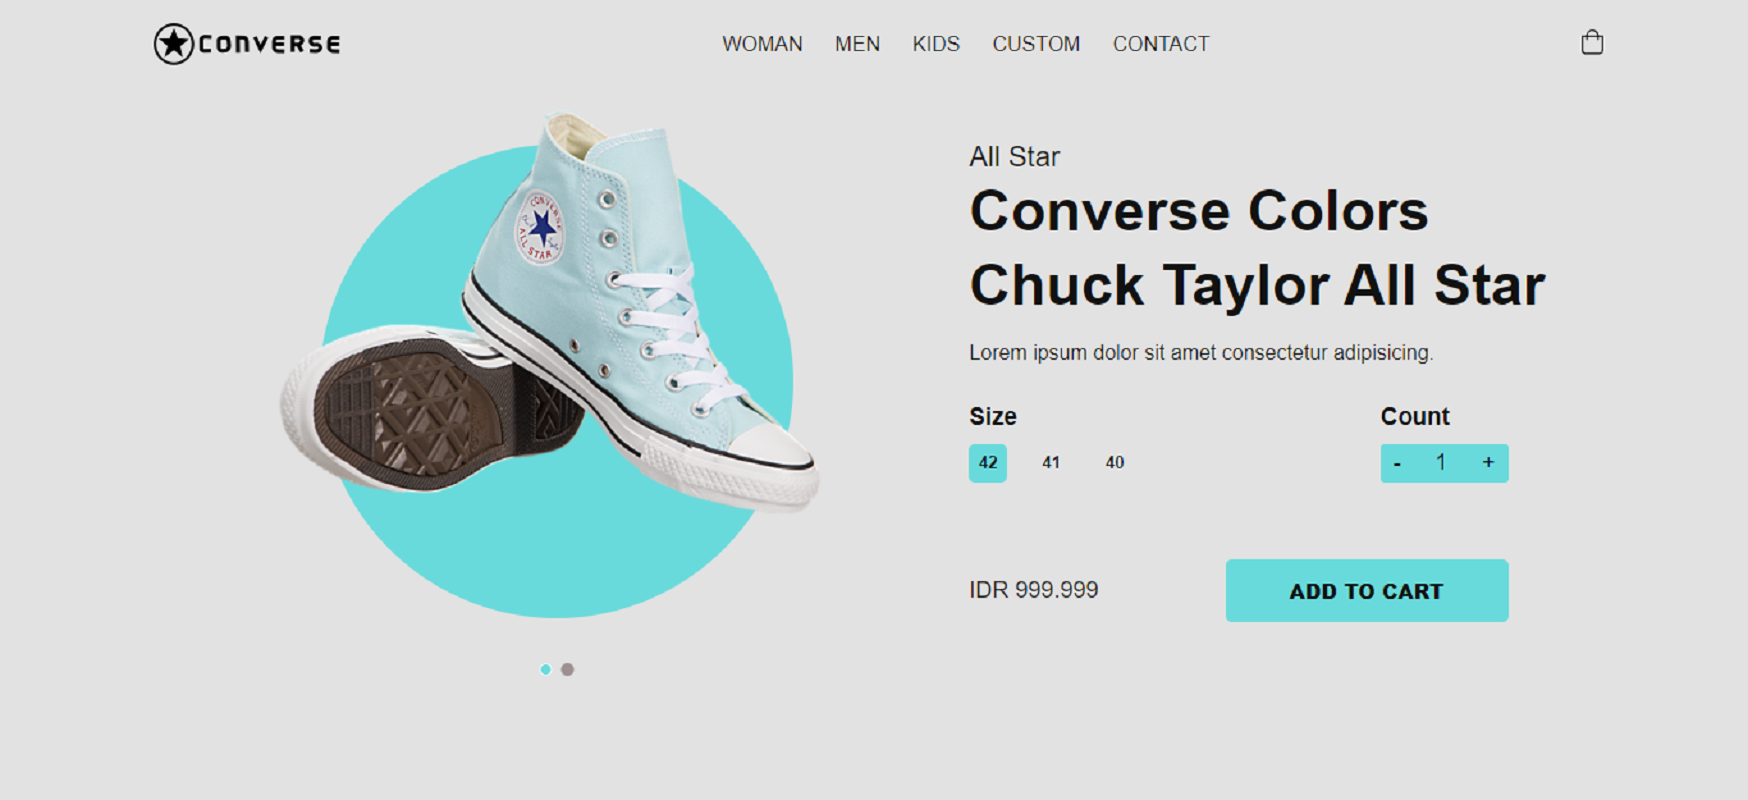 CONVERSE
WOMAN MEN KIDS CUSTOM CONTACT
CONVERSE
ALL STAR
All Star
Converse Colors
Chuck Taylor All Star
Lorem ipsum dolor sit amet consectetur adipisicing.
Size
Count
42 41 40
- 1 +
IDR 999.999
ADD TO CART